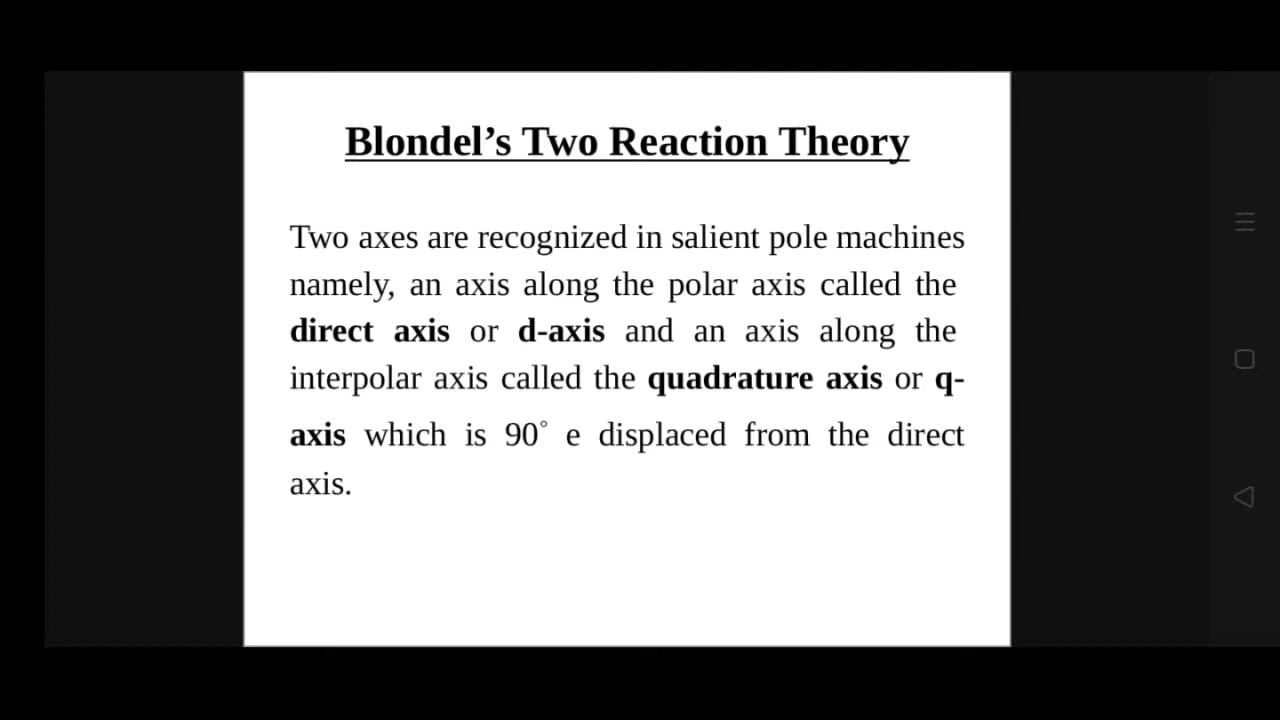 Blondel’s Two Reaction Theory
Two axes are recognized in salient pole machines
namely, an axis along the polar axis called the
direct axis or d-axis and an axis along the
interpolar axis called the quadrature axis or q-
axis which is 90° e displaced from the direct
axis.